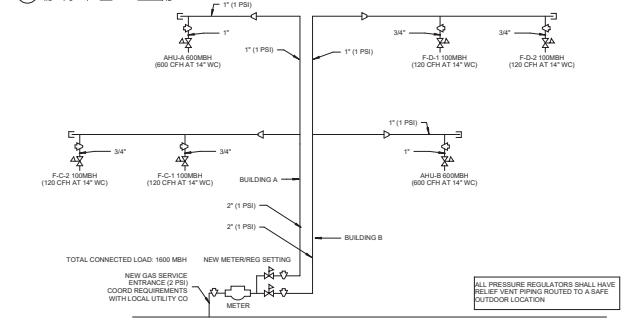 1" (1 PSI)
1"
AHU-A 600MBH
(600 CFH AT 14" WC)
1" (1 PSI)
1" (1 PSI)
3/4"
F-D-1 100MBH
(120 CFH AT 14" WC)
3/4"
F-D-2 100MBH
(120 CFH AT 14" WC)
3/4"
F-C-2 100MBH
(120 CFH AT 14" WC)
3/4"
F-C-1 100MBH
(120 CFH AT 14" WC)
1" (1 PSI)
1"
AHU-B 600MBH
(600 CFH AT 14" WC)
BUILDING A
2" (1 PSI)
2" (1 PSI)
BUILDING B
TOTAL CONNECTED LOAD: 1600 MBH
NEW METER/REG SETTING
NEW GAS SERVICE
ENTRANCE (2 PSI)
COORD REQUIREMENTS
WITH LOCAL UTILITY CO
METER
ALL PRESSURE REGULATORS SHALL HAVE
RELIEF VENT PIPING ROUTED TO A SAFE
OUTDOOR LOCATION